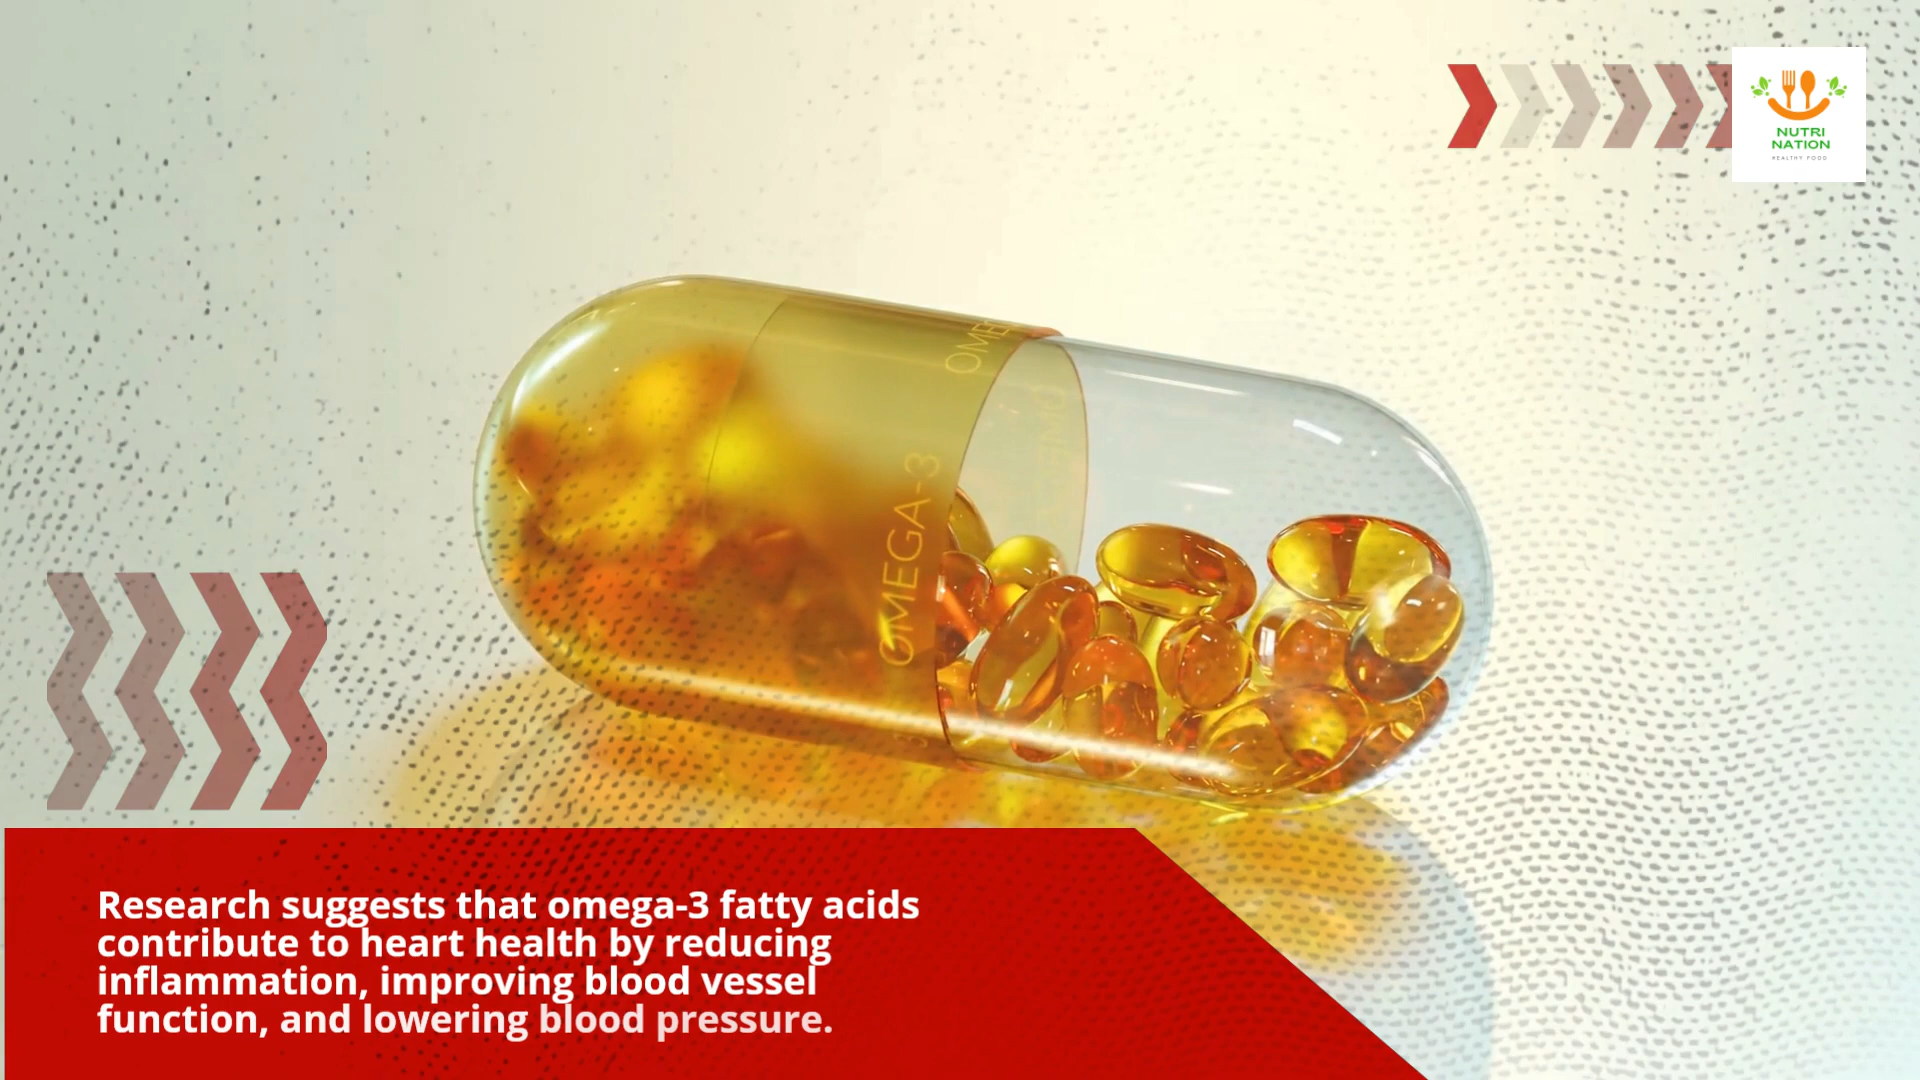 NUTRI
NATION
HEALTHY FOOD
OMEGA-3
Research suggests that omega-3 fatty acids
contribute to heart health by reducing
inflammation, improving blood vessel
function, and lowering blood pressure.